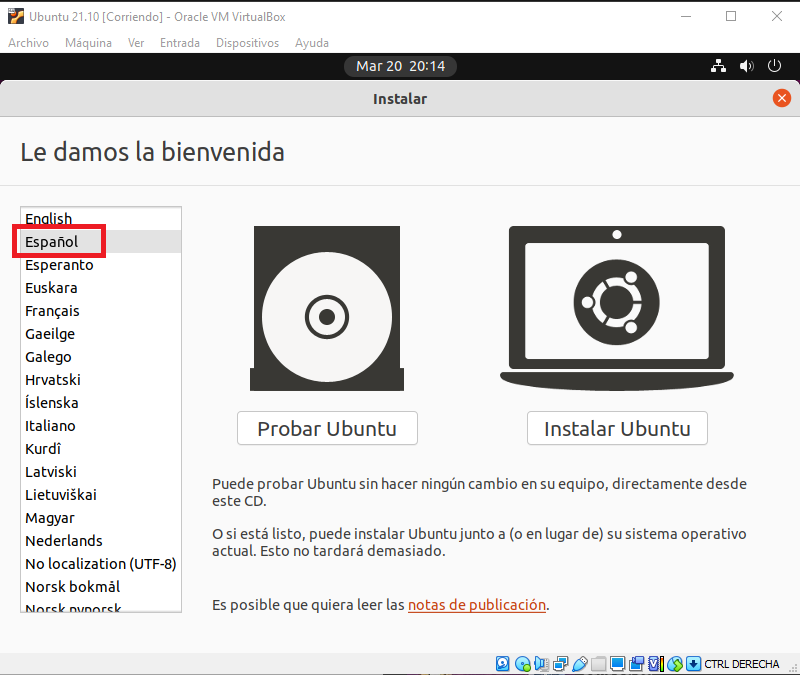 Ubuntu 21.10 [Corriendo] - Oracle VM VirtualBox
Archivo Máquina Ver Entrada Dispositivos Ayuda
Mar 20 20:14
Instalar
Le damos la bienvenida
English
Español
Esperanto
Euskara
Français
Gaeilge
Galego
Hrvatski
Íslenska
Italiano
Kurdî
Latviski
Lietuviškai
Magyar
Nederlands
No localization (UTF-8)
Norsk bokmål
Norsk nynorsk
Probar Ubuntu
Instalar Ubuntu
Puede probar Ubuntu sin hacer ningún cambio en su equipo, directamente desde
este CD.
O si está listo, puede instalar Ubuntu junto a (o en lugar de) su sistema operativo
actual. Esto no tardará demasiado.
Es posible que quiera leer las notas de publicación.
CTRL DERECHA